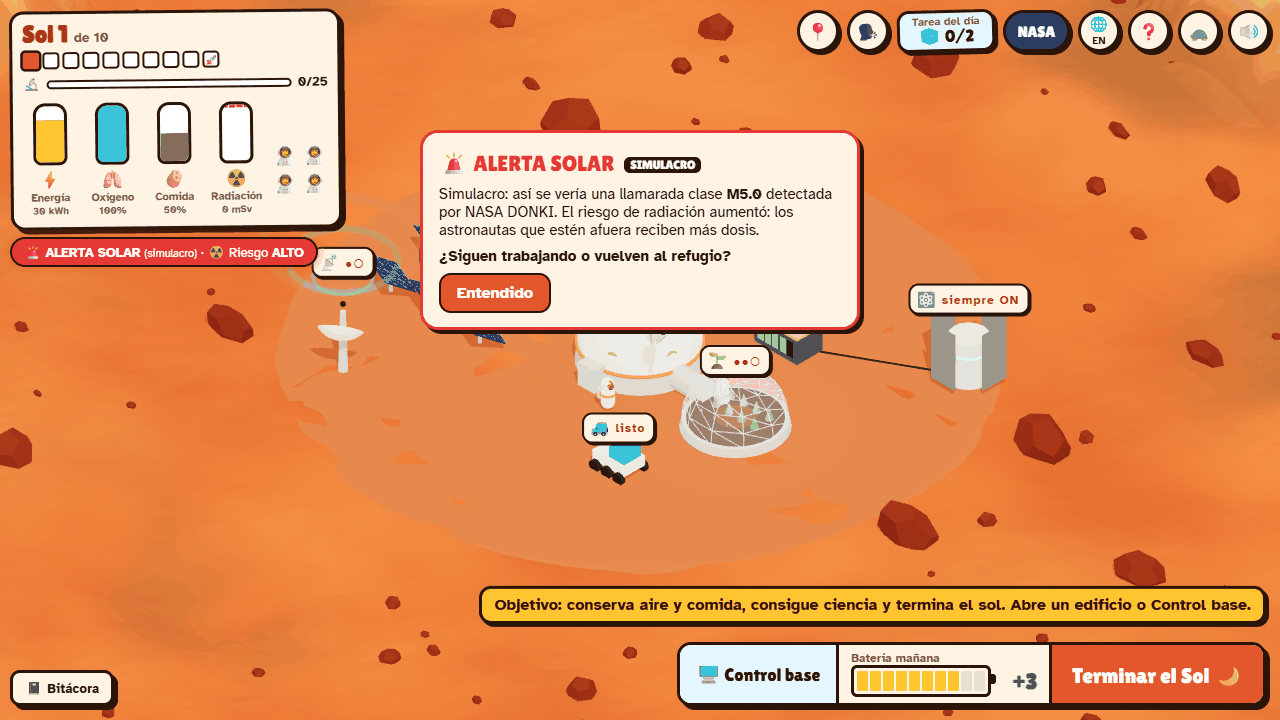 Sol 1 de 10
0/25
Energía
30 kWh
Oxígeno
100%
Comida
50%
Radiación
0 mSv
ALERTA SOLAR (simulacro) · Riesgo ALTO
Tarea del día
0/2
NASA
EN
ALERTA SOLAR SIMULACRO
Simulacro: así se vería una llamarada clase M5.0 detectada
por NASA DONKI. El riesgo de radiación aumentó: los
astronautas que estén afuera reciben más dosis.
¿Siguen trabajando o vuelven al refugio?
Entendido
siempre ON
listo
Objetivo: conserva aire y comida, consigue ciencia y termina el sol. Abre un edificio o Control base.
Bitácora
Control base
Batería mañana
+3
Terminar el Sol